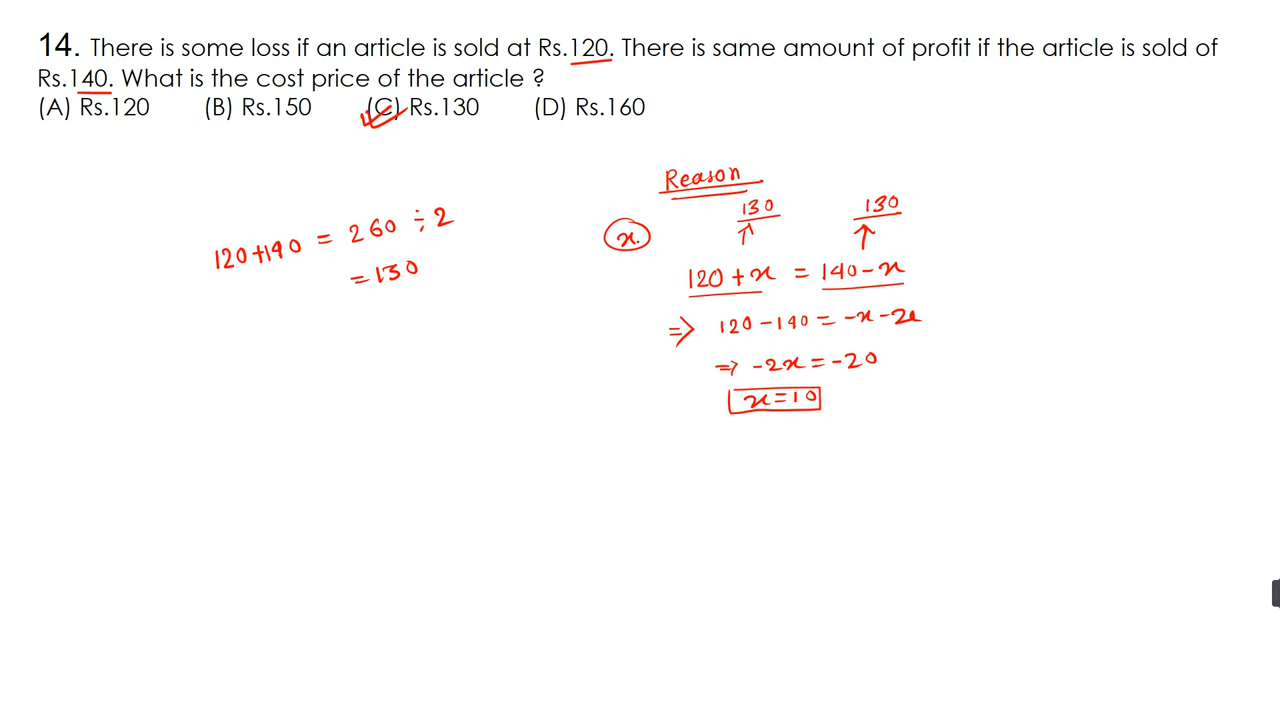 14. There is some loss if an article is sold at Rs.120. There is same amount of profit if the article is sold of
Rs.140. What is the cost price of the article ?
(A) Rs.120 (B) Rs.150 (C) Rs.130 (D) Rs.160
120+140 = 260 ÷ 2
= 130
Reason
x.
130 130
120 + x = 140 - x
⇒ 120 - 140 = -x - x
⇒ -2x = -20
x = 10